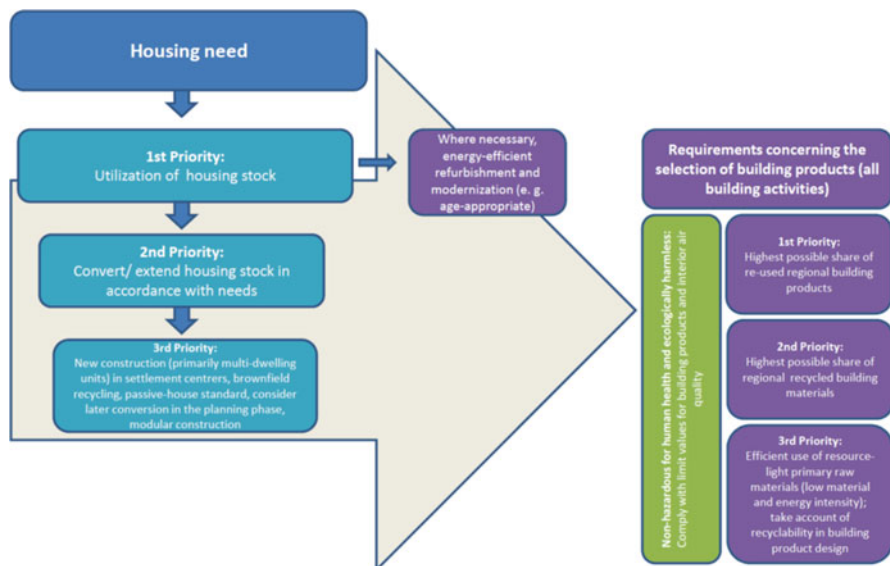 Housing need
1st Priority:
Utilization of housing stock
Where necessary,
energy-efficient
refurbishment and
modernization (e. g.
age-appropriate)
2nd Priority:
Convert/ extend housing stock in
accordance with needs
3rd Priority:
New construction (primarily multi-dwelling
units) in settlement centrers, brownfield
recycling, passive-house standard, consider
later conversion in the planning phase,
modular construction
Requirements concerning the
selection of building products (all
building activities)
Non-hazardous for human health and ecologically harmless:
Comply with limit values for building products and interior air
quality
1st Priority:
Highest possible share of
re-used regional building
products
2nd Priority:
Highest possible share of
regional recycled building
materials
3rd Priority:
Efficient use of resource-
light primary raw
materials (low material
and energy intensity);
take account of
recyclability in building
product design